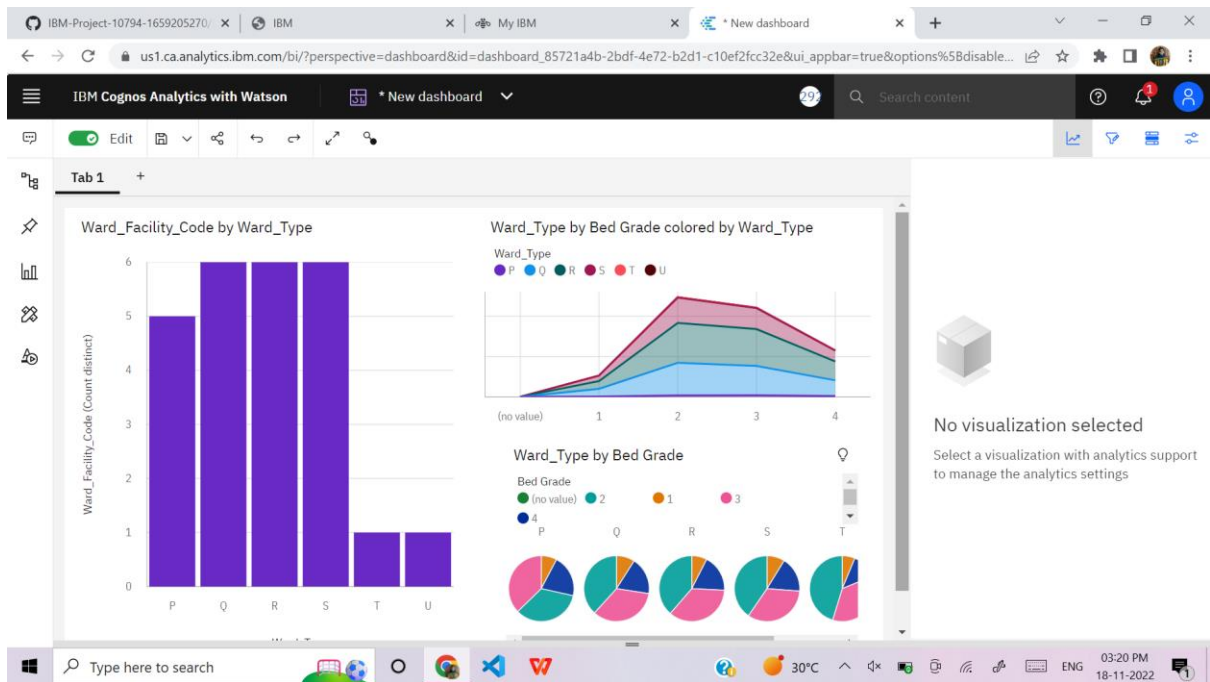 IBM-Project-10794-1659205270/
IBM
My IBM
* New dashboard
us1.ca.analytics.ibm.com/bi/?perspective=dashboard&id=dashboard_85721a4b-2bdf-4e72-b2d1-c10ef2fcc32e&ui_appbar=true&options%5Bdisable...
IBM Cognos Analytics with Watson
* New dashboard
Search content
1
Edit
Tab 1 +
Ward_Facility_Code by Ward_Type
Ward_Facility_Code (Count distinct)
6
5
4
3
2
1
0
P Q R S T U
Ward_Type by Bed Grade colored by Ward_Type
Ward_Type
P Q R S T U
(no value) 1 2 3 4
Ward_Type by Bed Grade
Bed Grade
(no value) 2 1 3
4
P Q R S T
No visualization selected
Select a visualization with analytics support
to manage the analytics settings
Type here to search
30°C
ENG
03:20 PM
18-11-2022
1